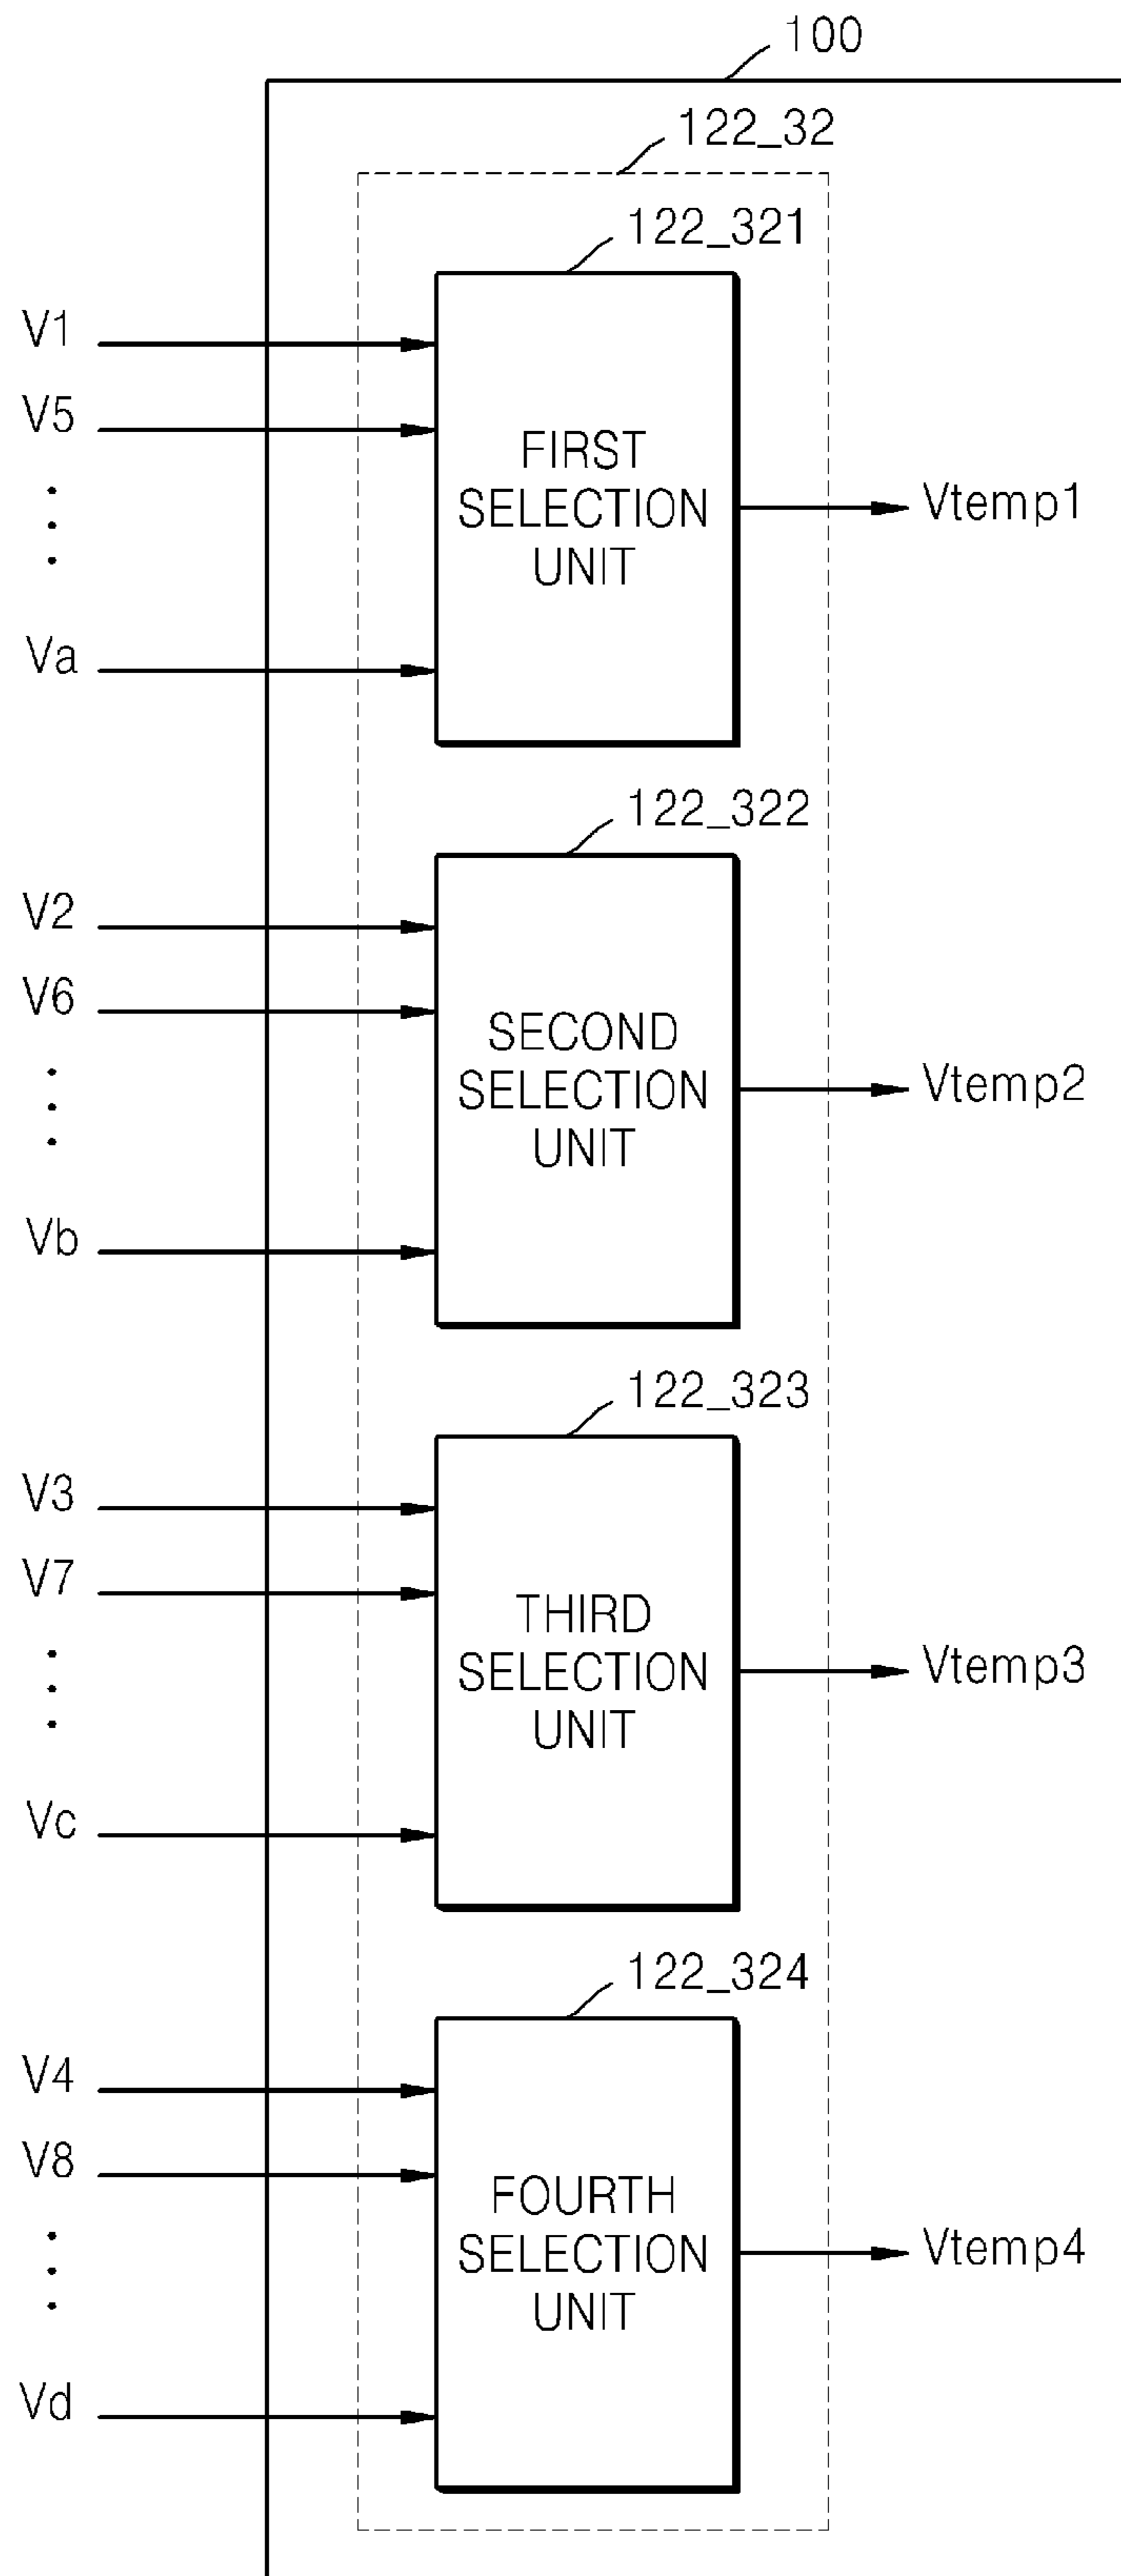 100
122_32
122_321
V1
V5
Va
FIRST
SELECTION
UNIT
Vtemp1
122_322
V2
V6
Vb
SECOND
SELECTION
UNIT
Vtemp2
122_323
V3
V7
Vc
THIRD
SELECTION
UNIT
Vtemp3
122_324
V4
V8
Vd
FOURTH
SELECTION
UNIT
Vtemp4